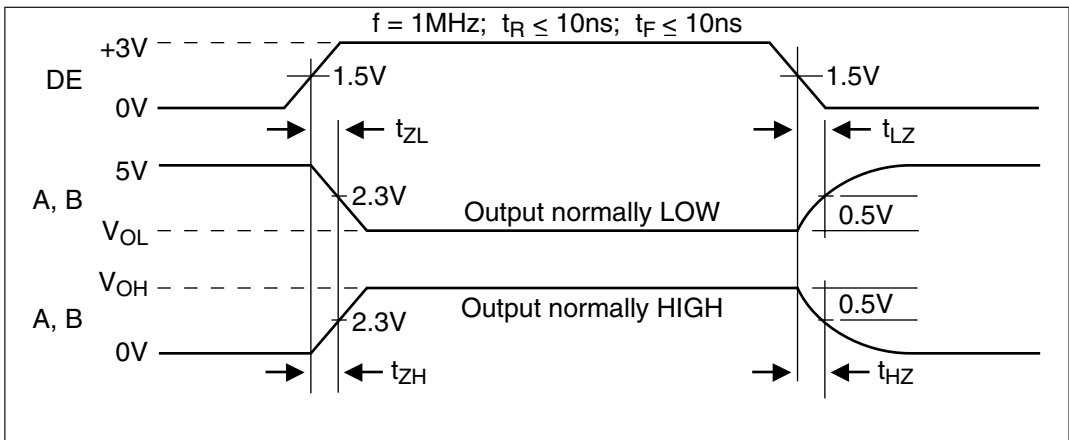 f = 1MHz; tR ≤ 10ns; tF ≤ 10ns
+3V
DE
1.5V
1.5V
0V
tZL
tLZ
5V
A, B
2.3V
Output normally LOW
0.5V
VOL
VOH
A, B
2.3V
Output normally HIGH
0.5V
0V
tZH
tHZ